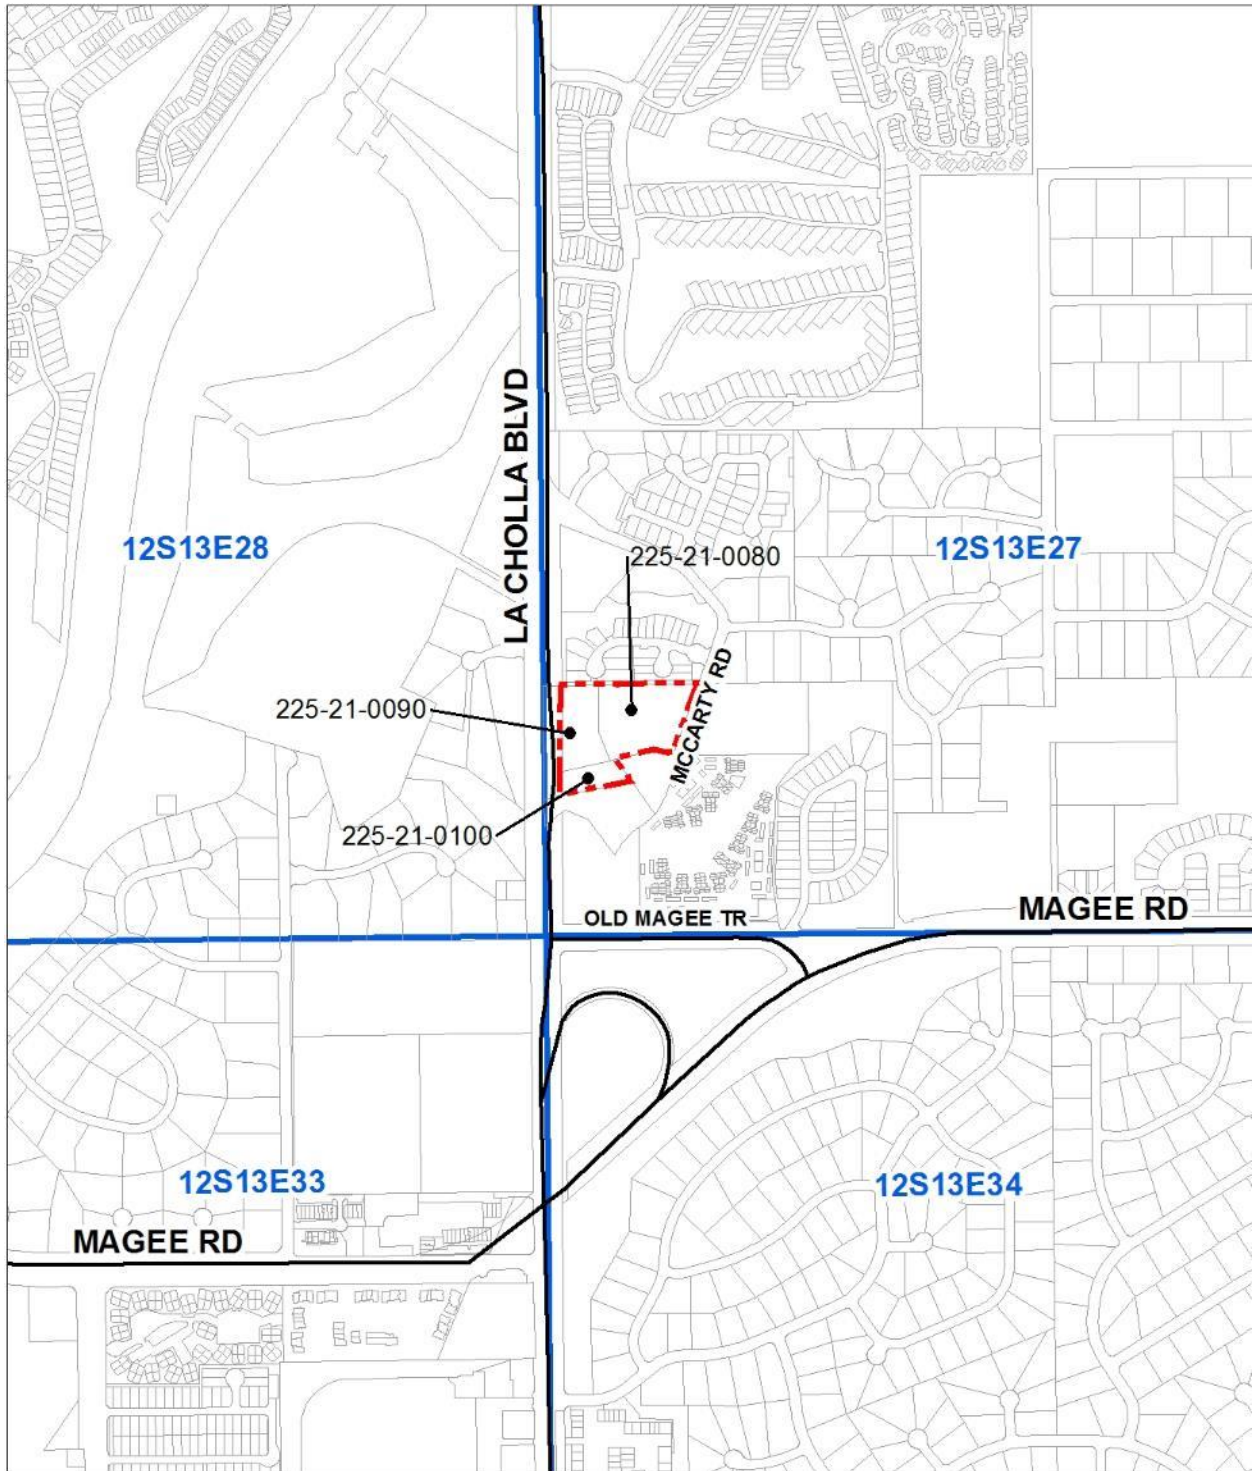 LA CHOLLA BLVD
12S13E28
225-21-0080
12S13E27
MCCARTY RD
225-21-0090
225-21-0100
OLD MAGEE TR
MAGEE RD
12S13E33
12S13E34
MAGEE RD